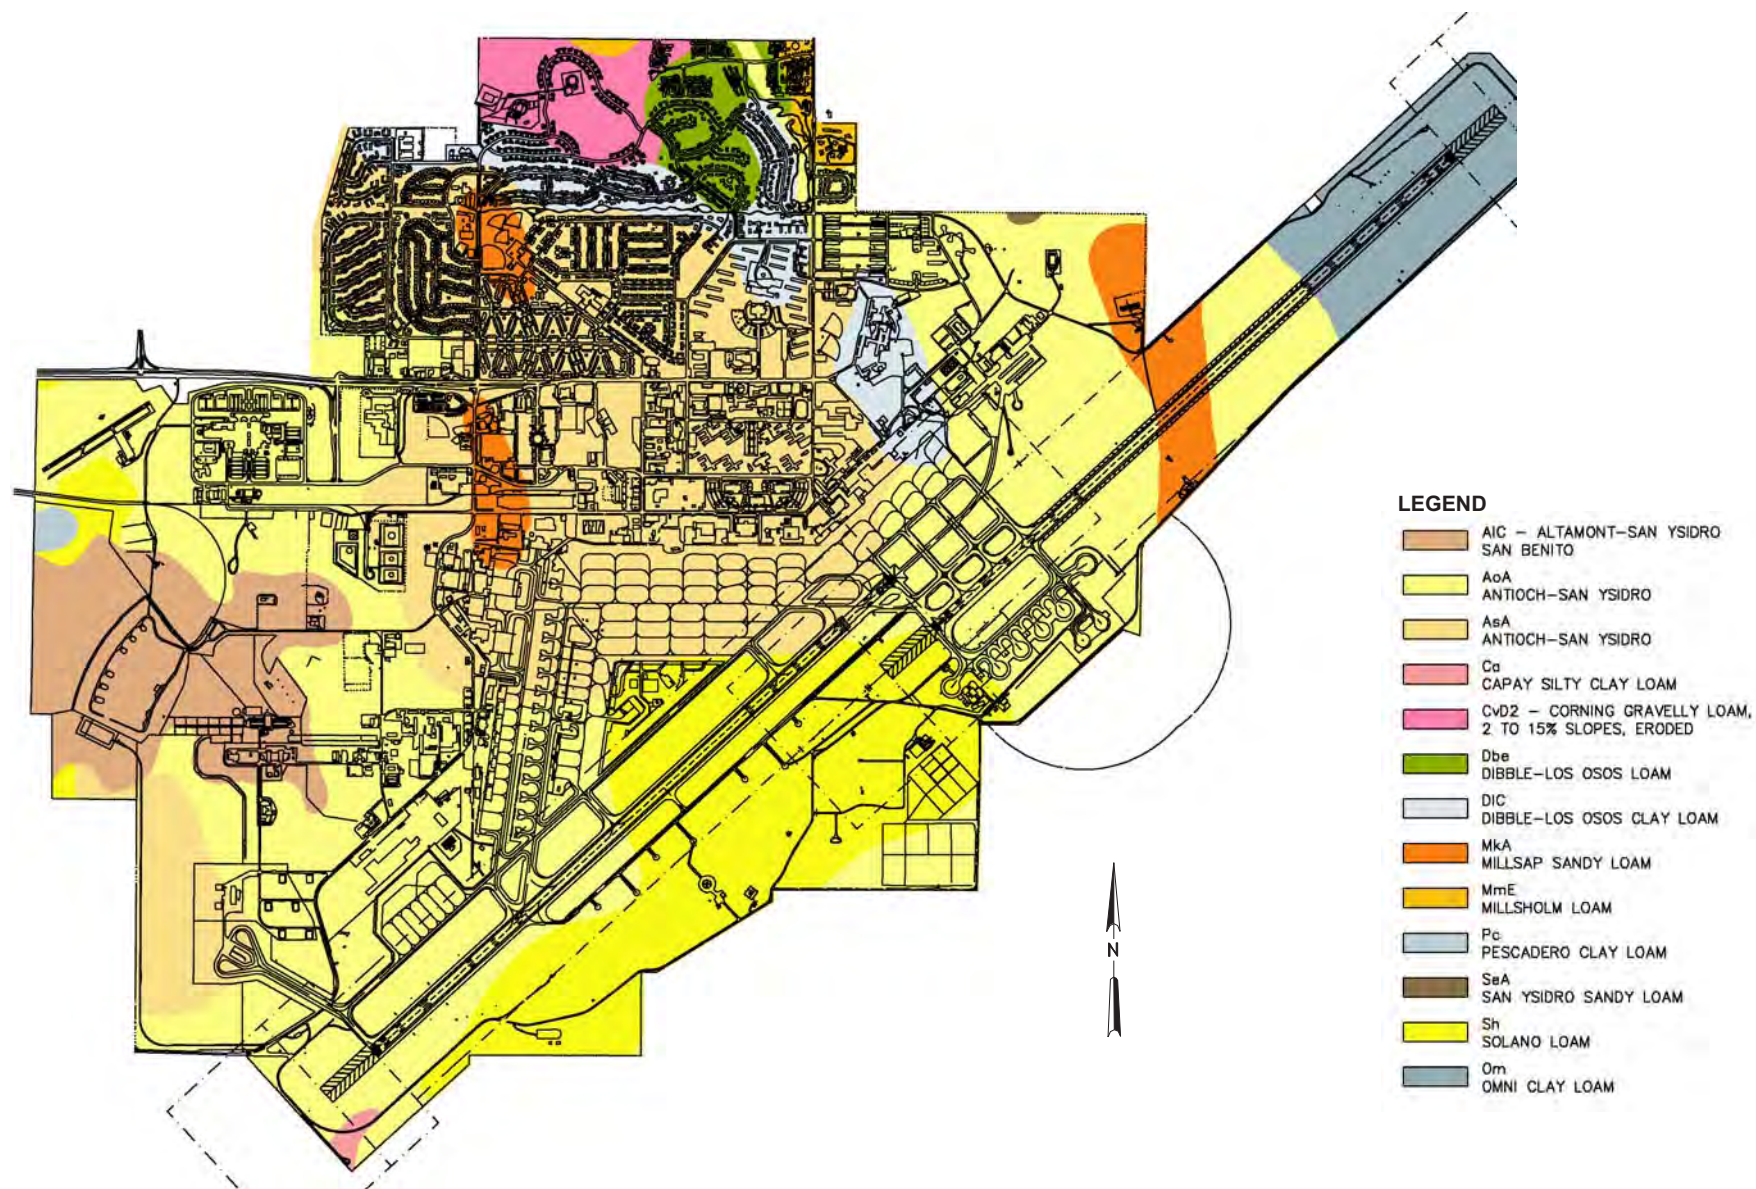 LEGEND
AIC - ALTAMONT-SAN YSIDRO
SAN BENITO
AoA
ANTIOCH-SAN YSIDRO
AsA
ANTIOCH-SAN YSIDRO
Ca
CAPAY SILTY CLAY LOAM
CvD2 - CORNING GRAVELLY LOAM,
2 TO 15% SLOPES, ERODED
Dbe
DIBBLE-LOS OSOS LOAM
DIC
DIBBLE-LOS OSOS CLAY LOAM
MkA
MILLSAP SANDY LOAM
MmE
MILLSHOLM LOAM
N
Pc
PESCADERO CLAY LOAM
SeA
SAN YSIDRO SANDY LOAM
Sh
SOLANO LOAM
Om
OMNI CLAY LOAM